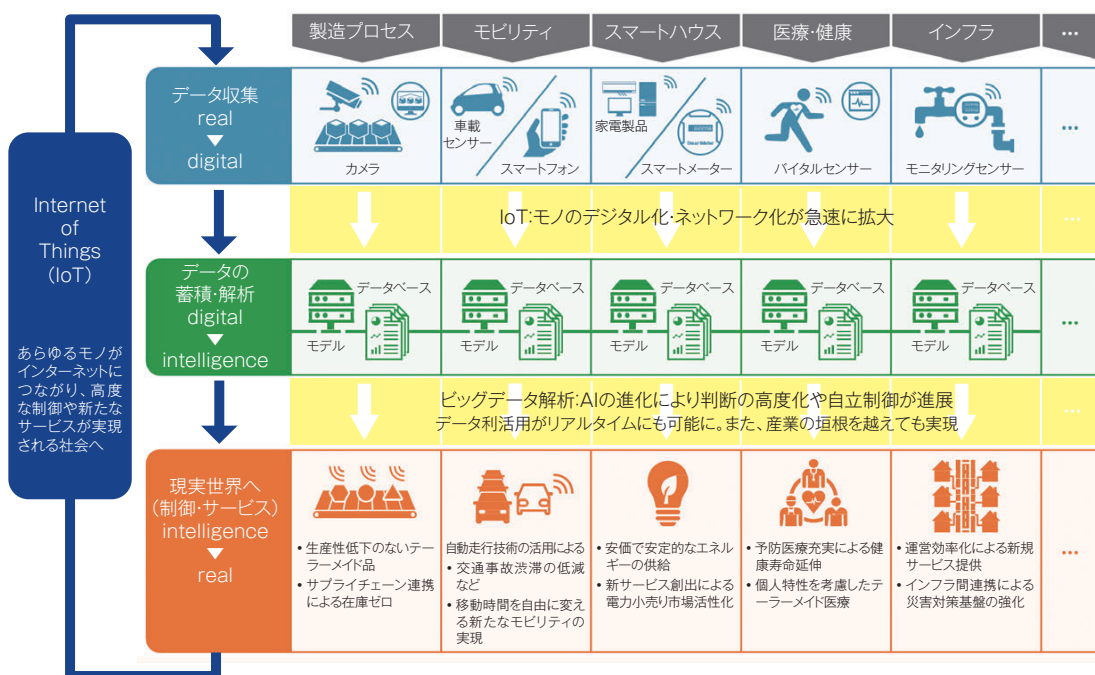 製造プロセス
モビリティ
スマートハウス
医療・健康
インフラ
…
Internet
of
Things
(IoT)
あらゆるモノが
インターネットに
つながり、高度
な制御や新たな
サービスが実現
される社会へ
データ収集
real
▼
digital
カメラ
車載
センサー
スマートフォン
家電製品
スマートメーター
バイタルセンサー
モニタリングセンサー
…
IoT:モノのデジタル化・ネットワーク化が急速に拡大
…
データの
蓄積・解析
digital
▼
intelligence
データベース
モデル
データベース
モデル
データベース
モデル
データベース
モデル
データベース
モデル
…
ビッグデータ解析:AIの進化により判断の高度化や自立制御が進展
データ利活用がリアルタイムにも可能に。また、産業の垣根を越えても実現
…
現実世界へ
(制御・サービス)
intelligence
▼
real
• 生産性低下のないテー
ラーメイド品
• サプライチェーン連携
による在庫ゼロ
自動走行技術の活用による
• 交通事故渋滞の低減
など
• 移動時間を自由に変え
る新たなモビリティの
実現
• 安価で安定的なエネル
ギーの供給
• 新サービス創出による
電力小売り市場活性化
• 予防医療充実による健
康寿命延伸
• 個人特性を考慮したテ
ーラーメイド医療
• 運営効率化による新規
サービス提供
• インフラ間連携による
災害対策基盤の強化
…